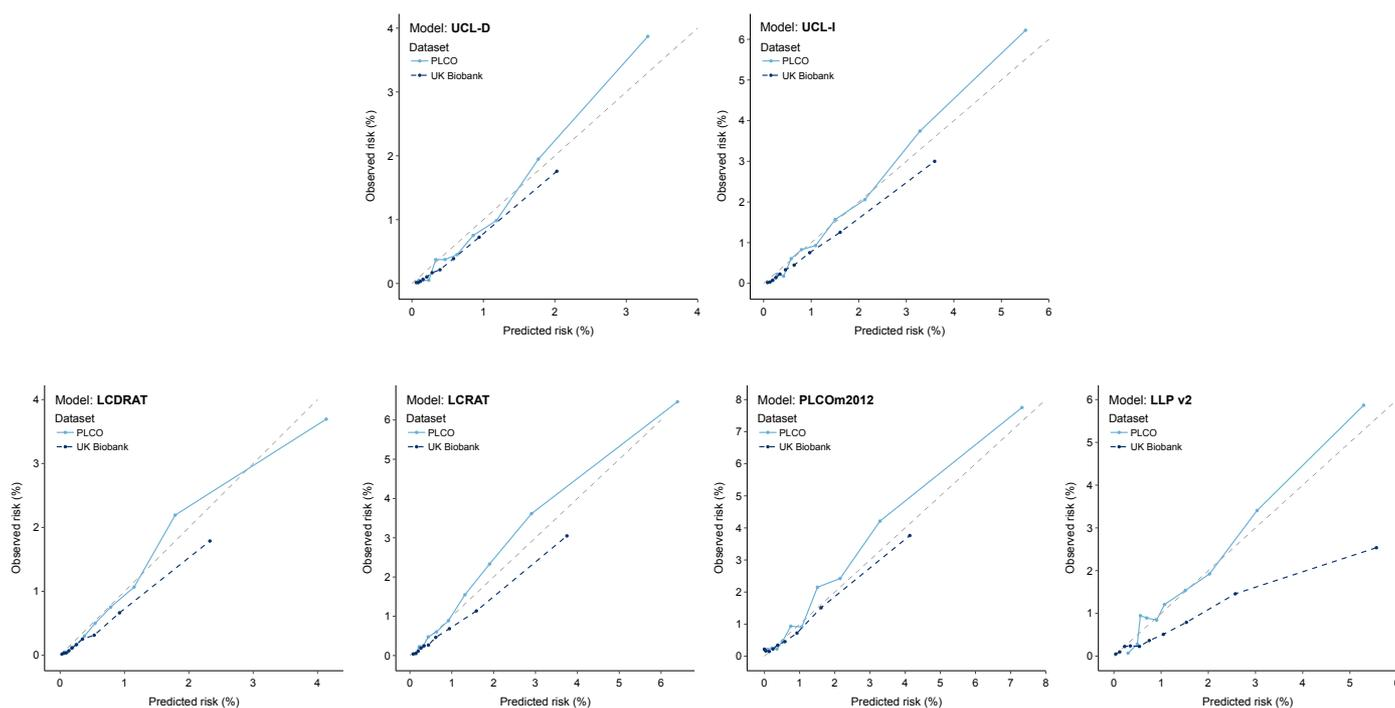 Model: UCL-D
Dataset
PLCO
UK Biobank
Observed risk (%)
4
3
2
1
0
0 1 2 3 4
Predicted risk (%)
Model: UCL-I
Dataset
PLCO
UK Biobank
Observed risk (%)
6
5
4
3
2
1
0
0 1 2 3 4 5 6
Predicted risk (%)
Model: LCDRAT
Dataset
PLCO
UK Biobank
Observed risk (%)
4
3
2
1
0
0 1 2 3 4
Predicted risk (%)
Model: LCRAT
Dataset
PLCO
UK Biobank
Observed risk (%)
6
5
4
3
2
1
0
0 2 4 6
Predicted risk (%)
Model: PLCOm2012
Dataset
PLCO
UK Biobank
Observed risk (%)
8
7
6
5
4
3
2
1
0
0 1 2 3 4 5 6 7 8
Predicted risk (%)
Model: LLP v2
Dataset
PLCO
UK Biobank
Observed risk (%)
6
5
4
3
2
1
0
0 1 2 3 4 5
Predicted risk (%)